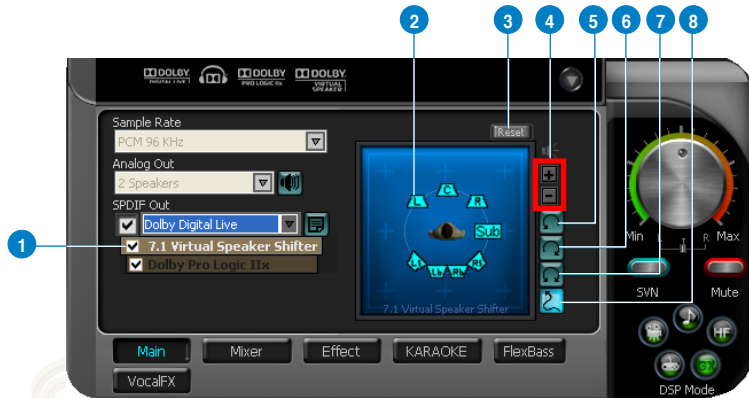 2 3 4 5 6 7 8
DOLBY DIGITAL LIVE
DOLBY PRO LOGIC IIx
DOLBY VIRTUAL SPEAKER
Sample Rate
PCM 96 KHz
Reset
Analog Out
2 Speakers
SPDIF Out
Dolby Digital Live
1
7.1 Virtual Speaker Shifter
Dolby Pro Logic IIx
L C R
Sub
Ls Lb Rb Rs
7.1 Virtual Speaker Shifter
Min L I R Max
SVN Mute
HF
GX
DSP Mode
Main Mixer Effect KARAOKE FlexBass
VocalFX